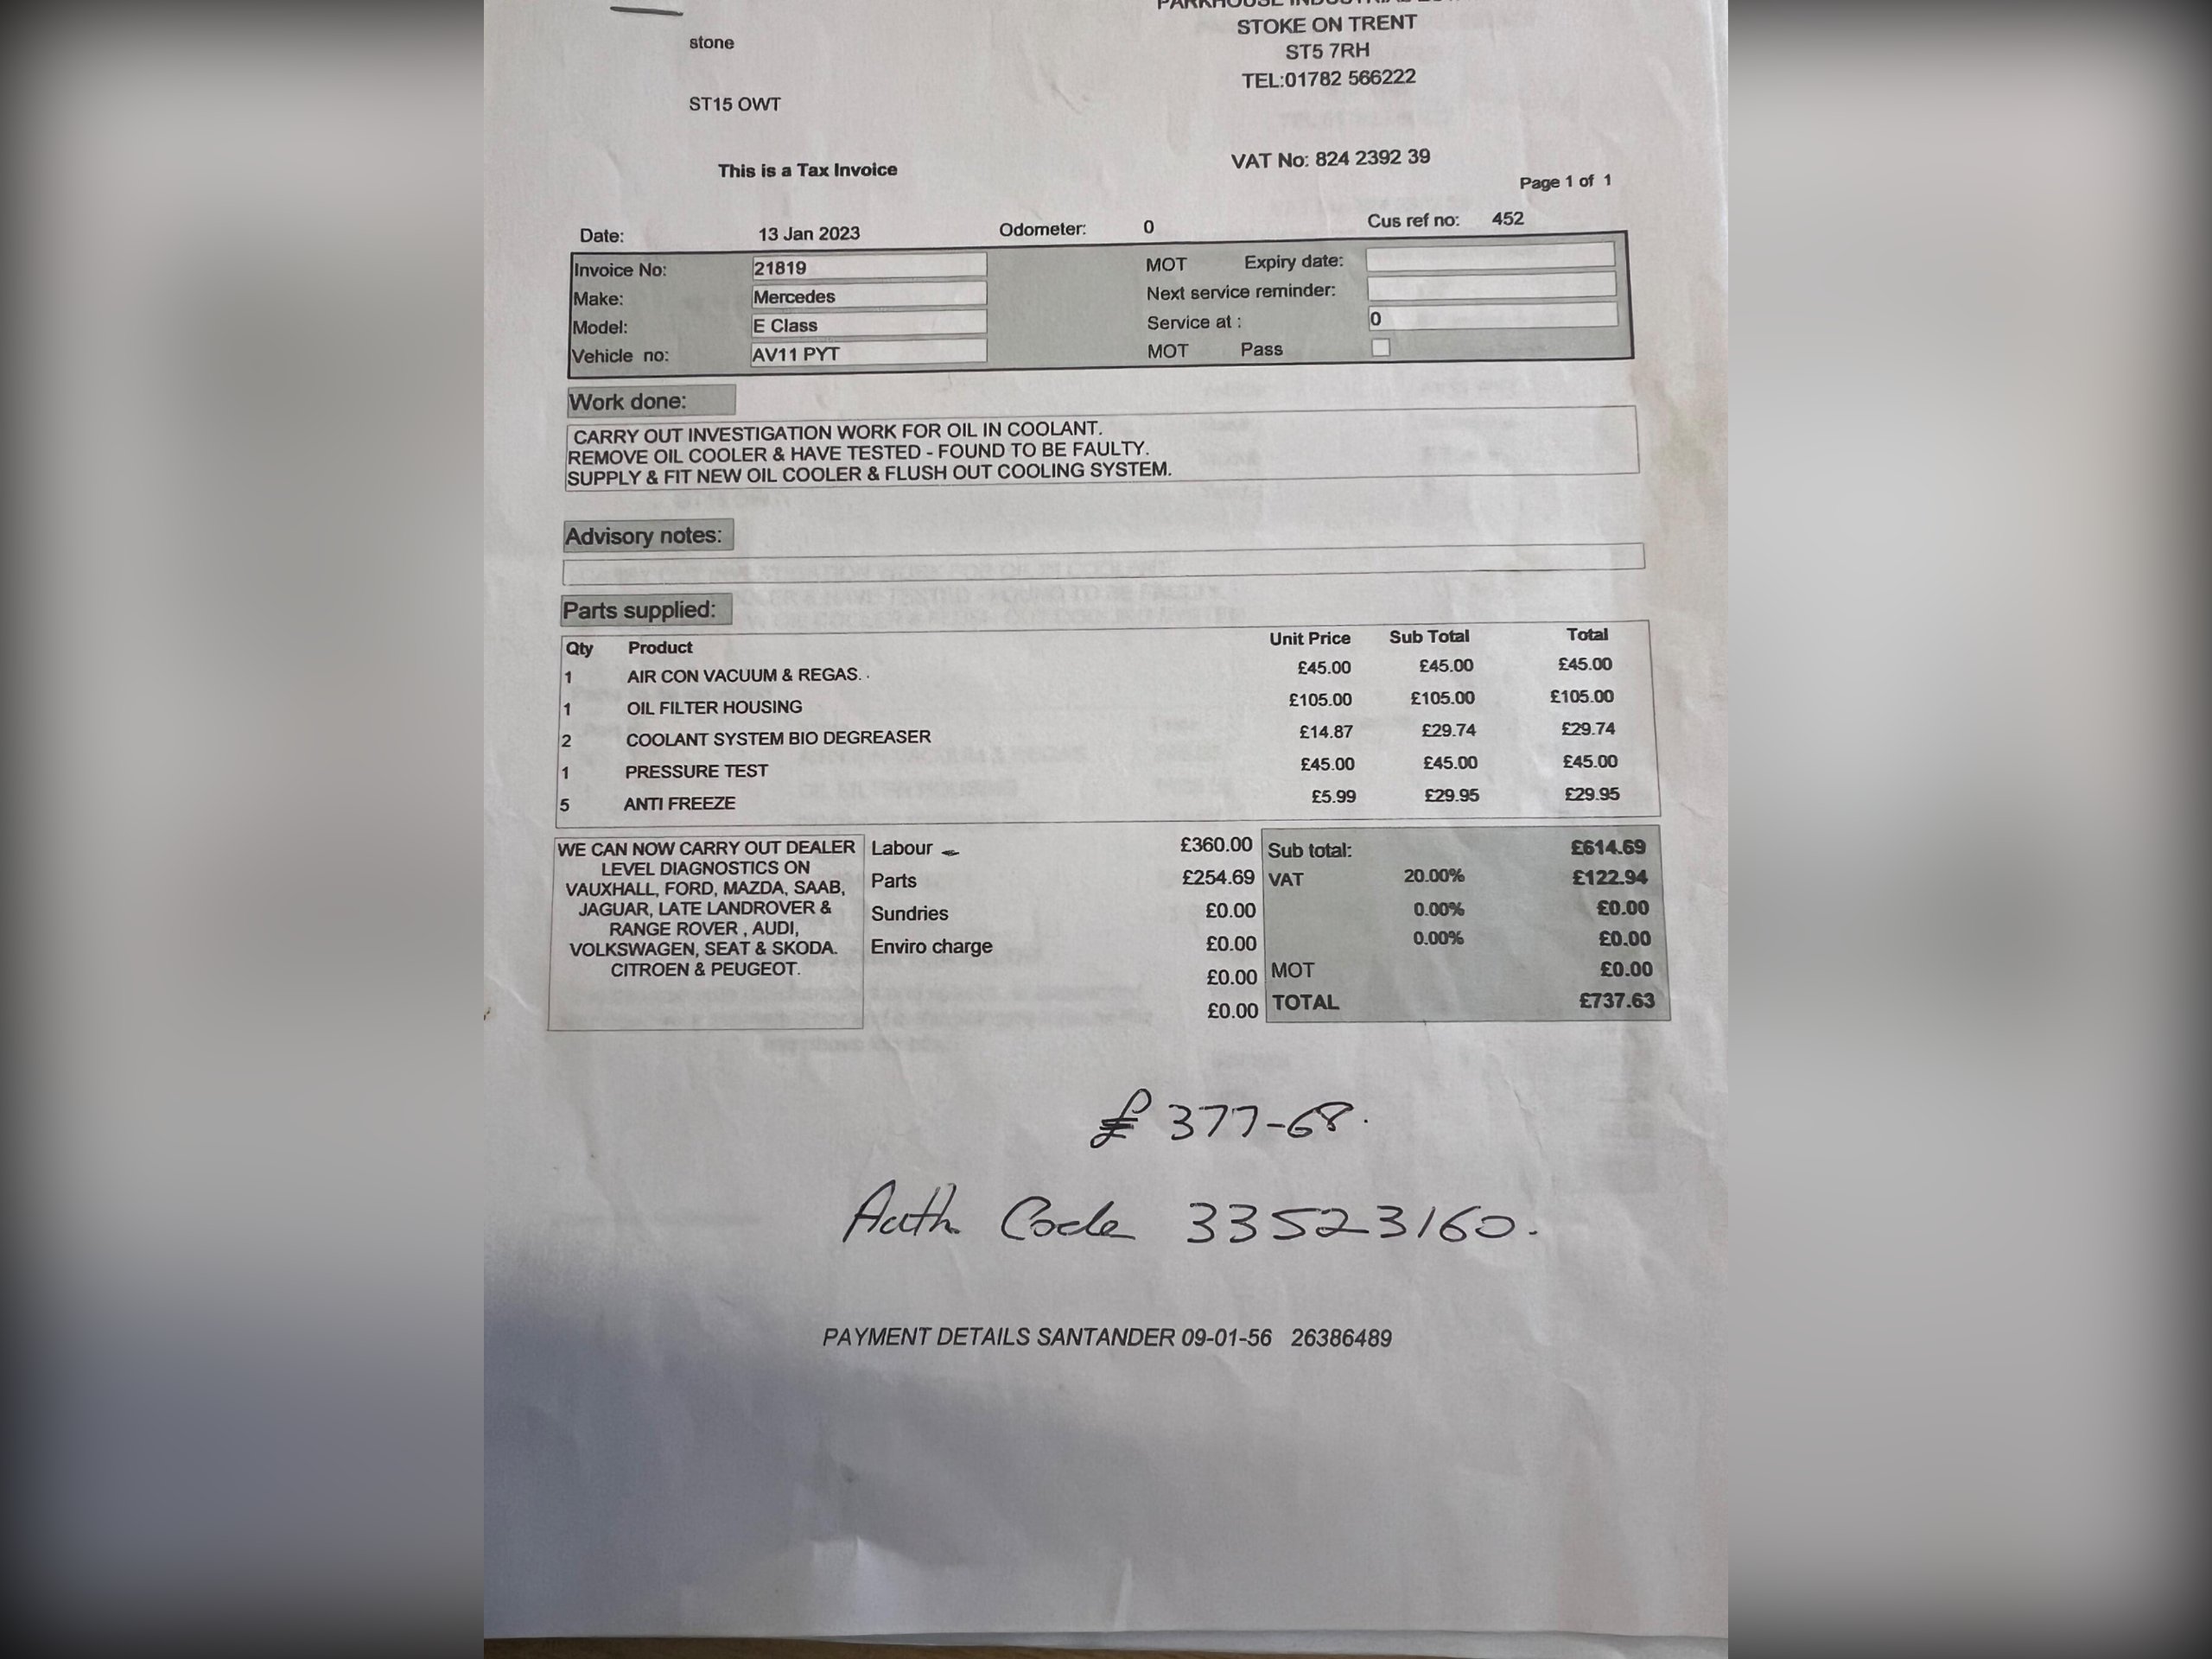 STOKE ON TRENT
ST5 7RH
TEL:01782 566222
stone
ST15 OWT
This is a Tax Invoice
VAT No: 824 2392 39
Page 1 of 1
Date: 13 Jan 2023 Odometer: 0 Cus ref no: 452
Invoice No: 21819 MOT Expiry date:
Make: Mercedes Next service reminder:
Model: E Class Service at : 0
Vehicle no: AV11 PYT MOT Pass
Work done:
CARRY OUT INVESTIGATION WORK FOR OIL IN COOLANT.
REMOVE OIL COOLER & HAVE TESTED - FOUND TO BE FAULTY.
SUPPLY & FIT NEW OIL COOLER & FLUSH OUT COOLING SYSTEM.
Advisory notes:
Parts supplied:
Qty Product Unit Price Sub Total Total
1 AIR CON VACUUM & REGAS. . £45.00 £45.00 £45.00
1 OIL FILTER HOUSING £105.00 £105.00 £105.00
2 COOLANT SYSTEM BIO DEGREASER £14.87 £29.74 £29.74
1 PRESSURE TEST £45.00 £45.00 £45.00
5 ANTI FREEZE £5.99 £29.95 £29.95
WE CAN NOW CARRY OUT DEALER
LEVEL DIAGNOSTICS ON
VAUXHALL, FORD, MAZDA, SAAB,
JAGUAR, LATE LANDROVER &
RANGE ROVER , AUDI,
VOLKSWAGEN, SEAT & SKODA.
CITROEN & PEUGEOT.
Labour £360.00
Parts £254.69
Sundries £0.00
Enviro charge £0.00
£0.00
£0.00
Sub total: £614.69
VAT 20.00% £122.94
0.00% £0.00
0.00% £0.00
MOT £0.00
TOTAL £737.63
£377-68.
Auth. Code 33523160.
PAYMENT DETAILS SANTANDER 09-01-56 26386489